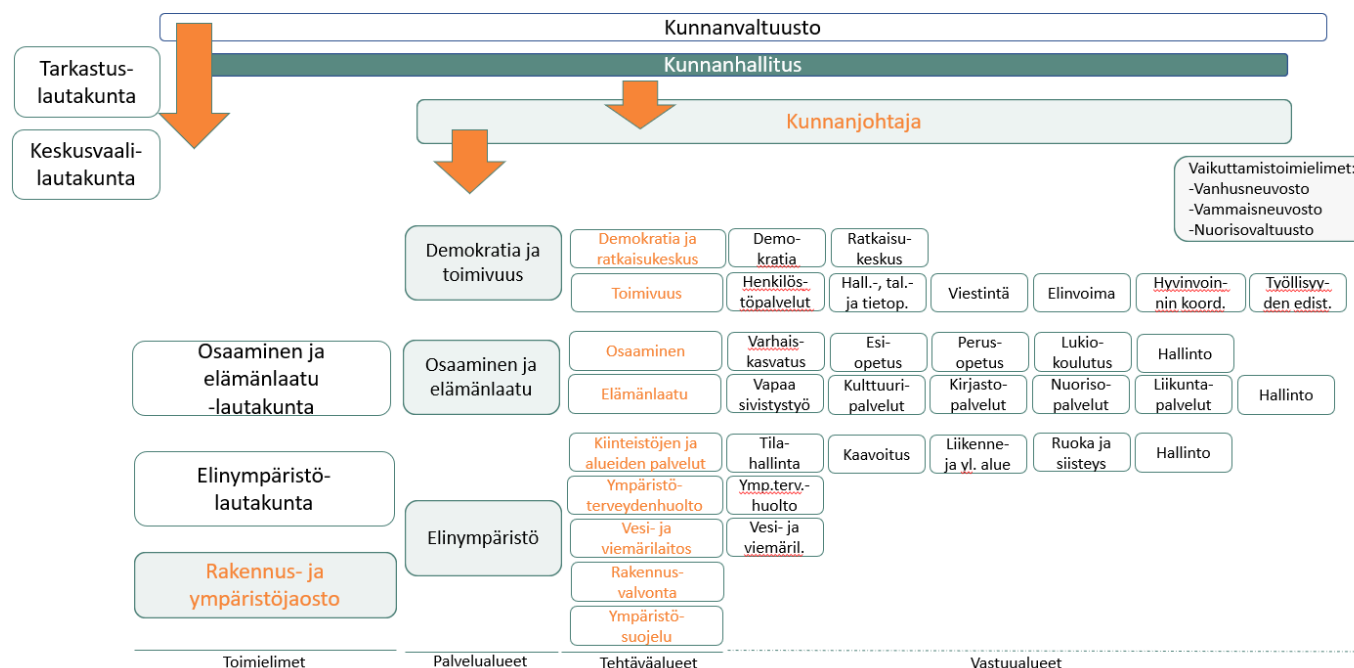 Kunnanvaltuusto
Kunnanhallitus
Tarkastus-
lautakunta
Kunnanjohtaja
Keskusvaali-
lautakunta
Vaikuttamistoimielimet:
-Vanhusneuvosto
-Vammaisneuvosto
-Nuorisovaltuusto
Demokratia ja
toimivuus
Demokratia ja
ratkaisukeskus
Demo-
kratia
Ratkaisu-
keskus
Toimivuus
Henkilös-
töpalvelut
Hall.-, tal.-
ja tietop.
Viestintä
Elinvoima
Hyvinvoin-
nin koord.
Työllisyy-
den edist.
Osaaminen ja
elämänlaatu
-lautakunta
Osaaminen ja
elämänlaatu
Osaaminen
Varhais-
kasvatus
Esi-
opetus
Perus-
opetus
Lukio-
koulutus
Hallinto
Elämänlaatu
Vapaa
sivistystyö
Kulttuuri-
palvelut
Kirjasto-
palvelut
Nuoriso-
palvelut
Liikunta-
palvelut
Hallinto
Elinympäristö-
lautakunta
Rakennus- ja
ympäristöjaosto
Elinympäristö
Kiinteistöjen ja
alueiden palvelut
Tila-
hallinta
Kaavoitus
Liikenne-
ja yl. alue
Ruoka ja
siisteys
Hallinto
Ympäristö-
terveydenhuolto
Ymp.terv.-
huolto
Vesi- ja
viemärilaitos
Vesi- ja
viemäril.
Rakennus-
valvonta
Ympäristö-
suojelu
Toimielimet
Palvelualueet
Tehtäväalueet
Vastuualueet